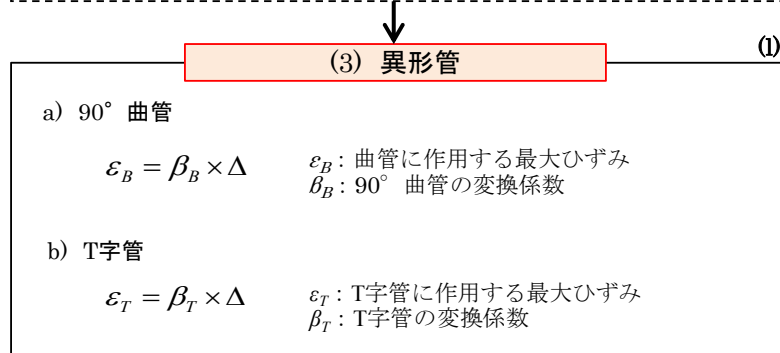 (3) 異形管
(l)
a) 90°曲管
ε_B = β_B × Δ
ε_B : 曲管に作用する最大ひずみ
β_B : 90°曲管の変換係数
b) T字管
ε_T = β_T × Δ
ε_T : T字管に作用する最大ひずみ
β_T : T字管の変換係数